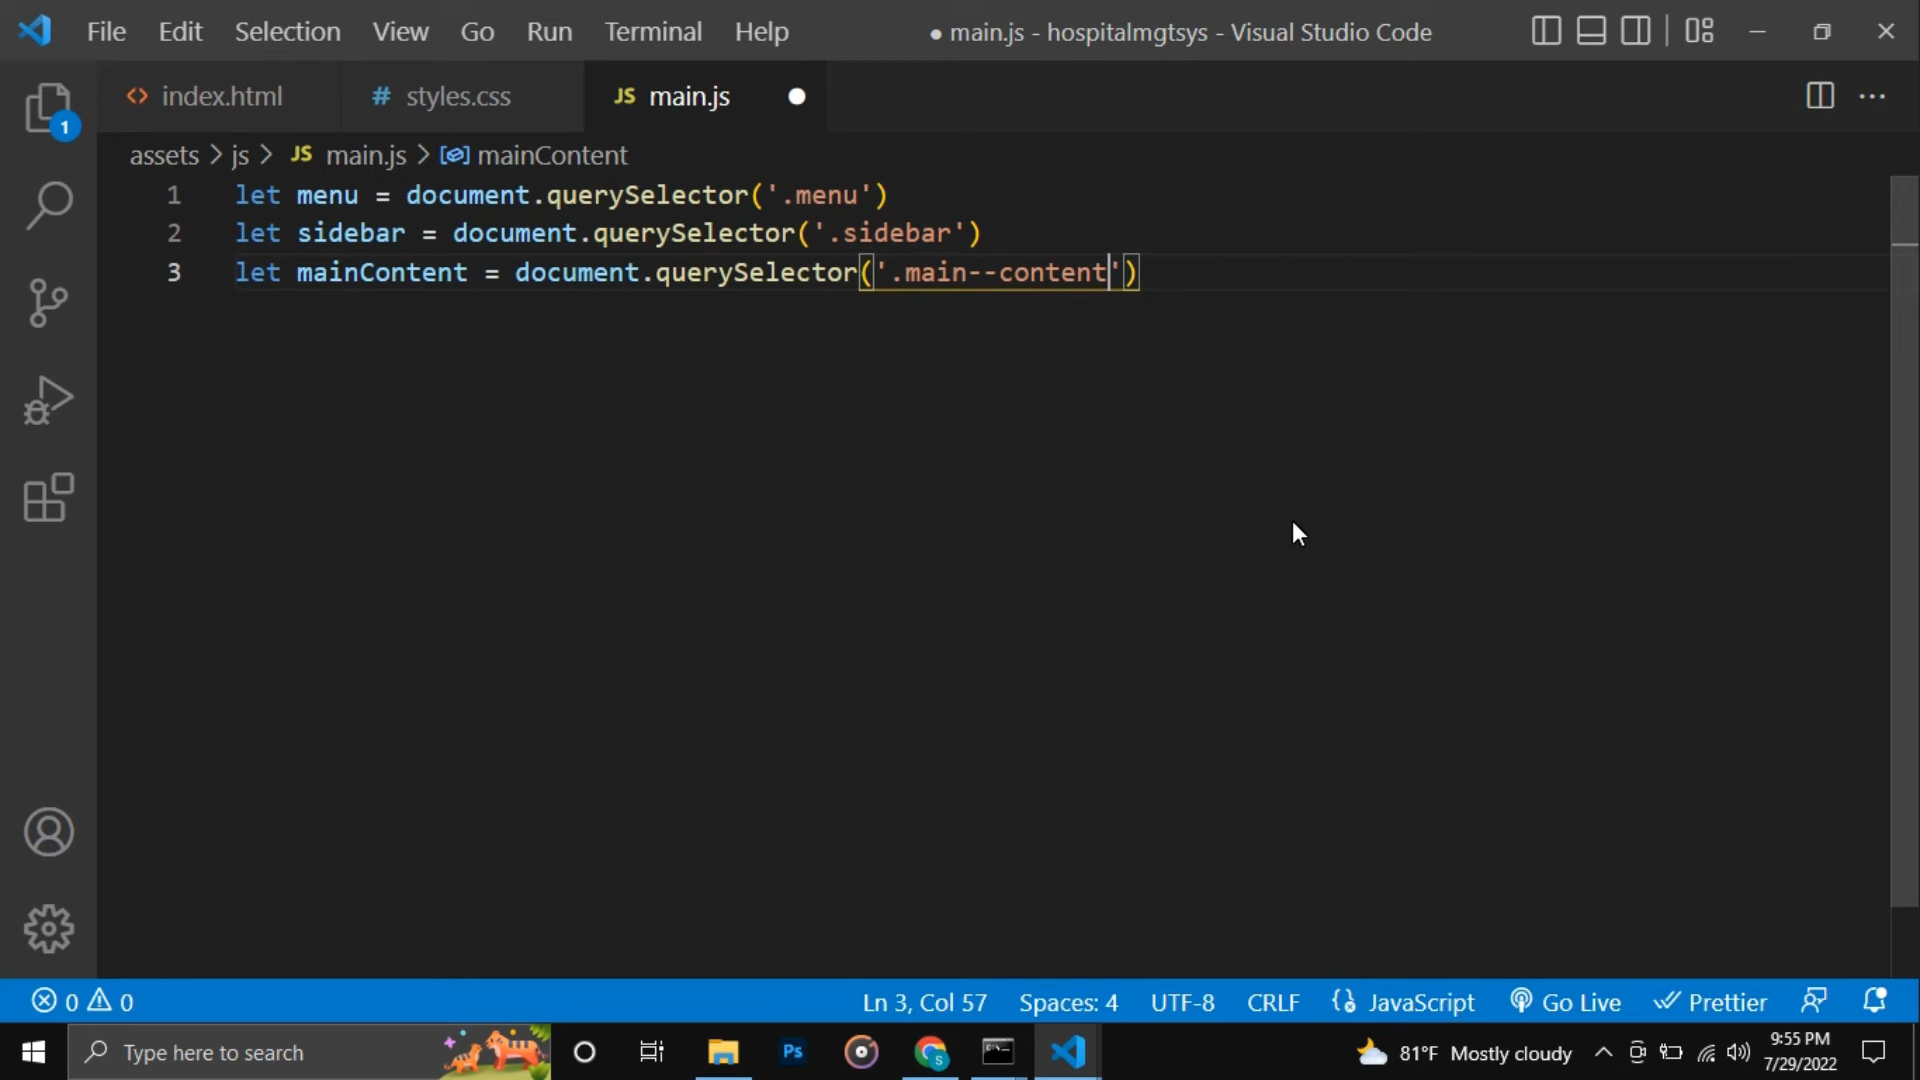 File Edit Selection View Go Run Terminal Help ● main.js - hospitalmgtsys - Visual Studio Code
1
<> index.html # styles.css JS main.js ●
assets > js > JS main.js > mainContent
1 let menu = document.querySelector('.menu')
2 let sidebar = document.querySelector('.sidebar')
3 let mainContent = document.querySelector('.main--content')
0 0 Ln 3, Col 57 Spaces: 4 UTF-8 CRLF JavaScript Go Live Prettier
Type here to search Ps S 81°F Mostly cloudy 9:55 PM
7/29/2022